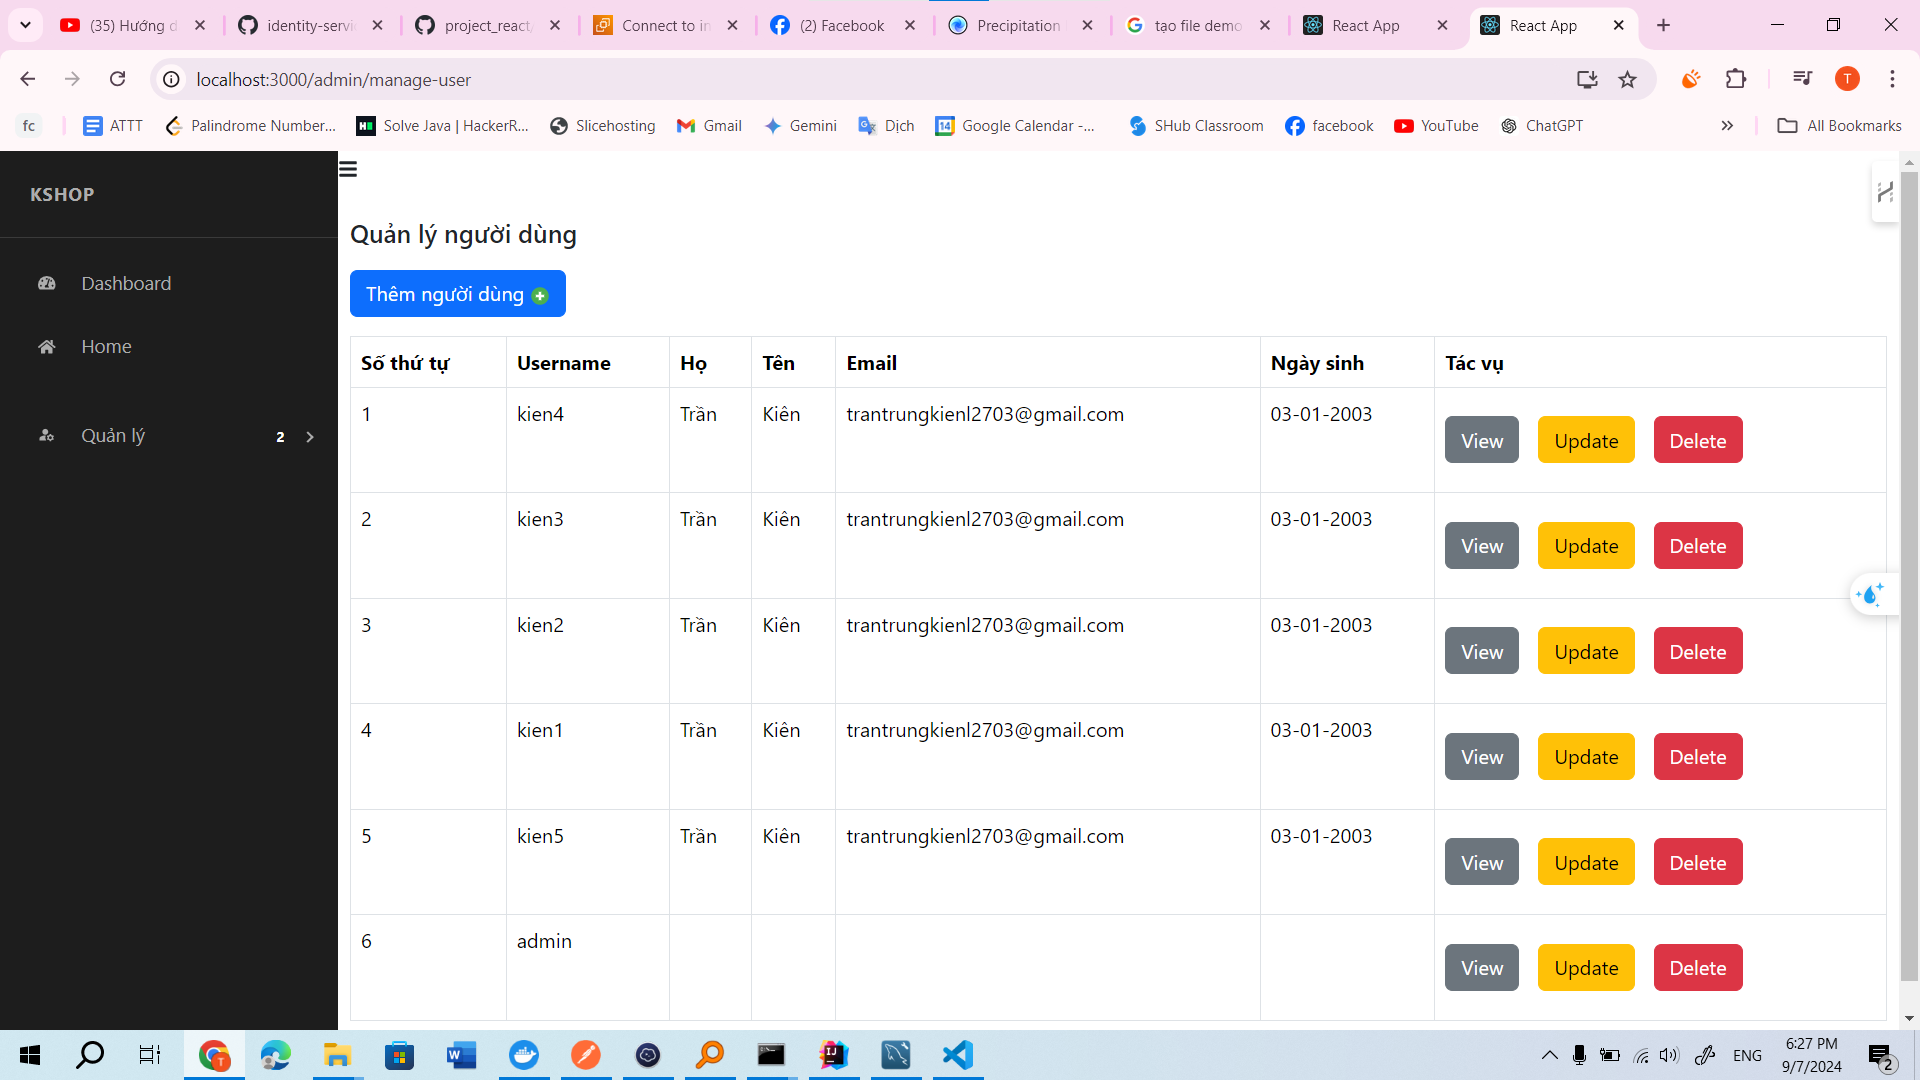 (35) Hướng d
identity-servi
project_react/
Connect to in
(2) Facebook
Precipitation
tạo file demo
React App
React App
localhost:3000/admin/manage-user
T
fc
ATTT
Palindrome Number...
Solve Java | HackerR...
Slicehosting
Gmail
Gemini
Dịch
Google Calendar -...
SHub Classroom
facebook
YouTube
ChatGPT
All Bookmarks
KSHOP
Dashboard
Home
Quản lý 2
Quản lý người dùng
Thêm người dùng
Số thứ tự Username Họ Tên Email Ngày sinh Tác vụ
1 kien4 Trần Kiên trantrungkienl2703@gmail.com 03-01-2003 View Update Delete
2 kien3 Trần Kiên trantrungkienl2703@gmail.com 03-01-2003 View Update Delete
3 kien2 Trần Kiên trantrungkienl2703@gmail.com 03-01-2003 View Update Delete
4 kien1 Trần Kiên trantrungkienl2703@gmail.com 03-01-2003 View Update Delete
5 kien5 Trần Kiên trantrungkienl2703@gmail.com 03-01-2003 View Update Delete
6 admin View Update Delete
ENG
6:27 PM
9/7/2024
2